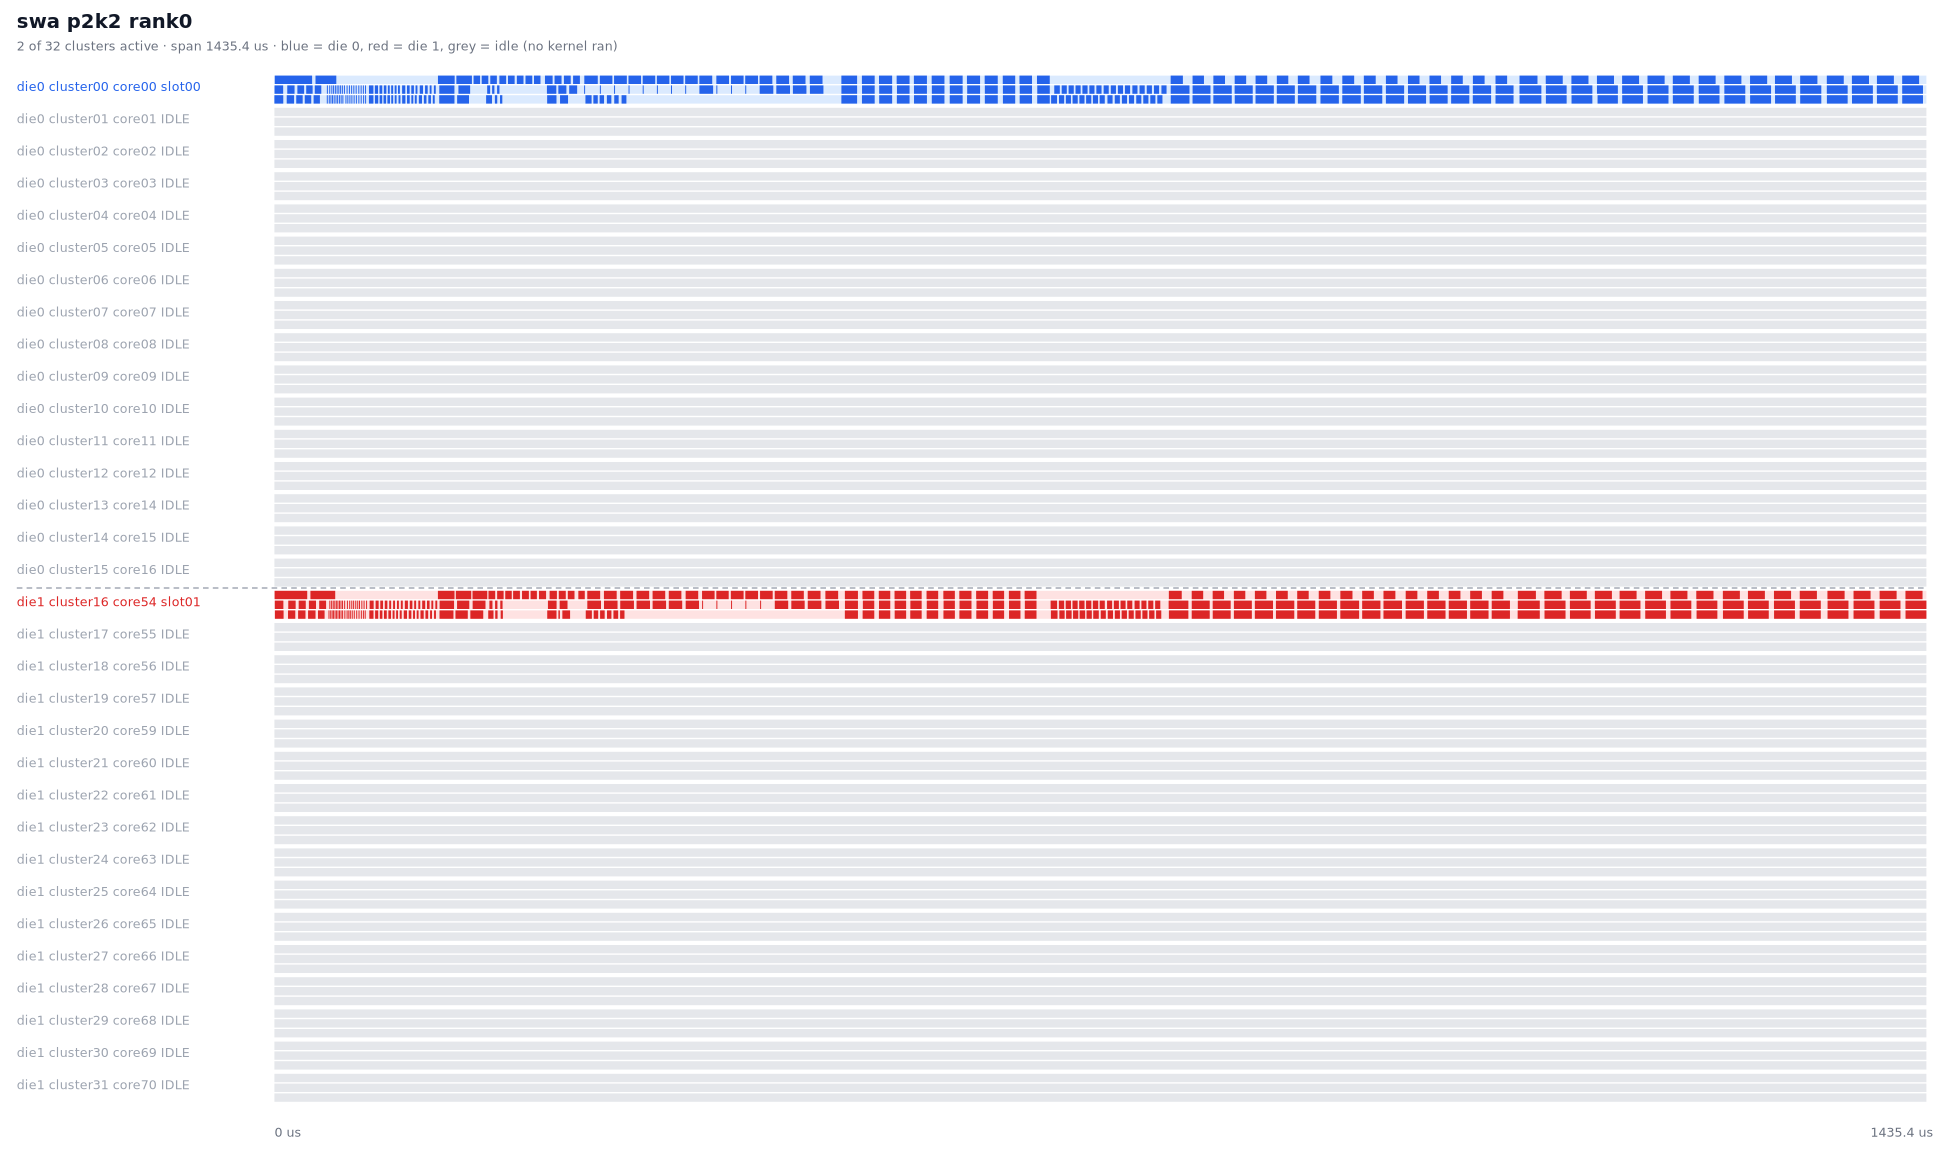 swa p2k2 rank0
2 of 32 clusters active · span 1435.4 us · blue = die 0, red = die 1, grey = idle (no kernel ran)
die0 cluster00 core00 slot00
die0 cluster01 core01 IDLE
die0 cluster02 core02 IDLE
die0 cluster03 core03 IDLE
die0 cluster04 core04 IDLE
die0 cluster05 core05 IDLE
die0 cluster06 core06 IDLE
die0 cluster07 core07 IDLE
die0 cluster08 core08 IDLE
die0 cluster09 core09 IDLE
die0 cluster10 core10 IDLE
die0 cluster11 core11 IDLE
die0 cluster12 core12 IDLE
die0 cluster13 core14 IDLE
die0 cluster14 core15 IDLE
die0 cluster15 core16 IDLE
die1 cluster16 core54 slot01
die1 cluster17 core55 IDLE
die1 cluster18 core56 IDLE
die1 cluster19 core57 IDLE
die1 cluster20 core59 IDLE
die1 cluster21 core60 IDLE
die1 cluster22 core61 IDLE
die1 cluster23 core62 IDLE
die1 cluster24 core63 IDLE
die1 cluster25 core64 IDLE
die1 cluster26 core65 IDLE
die1 cluster27 core66 IDLE
die1 cluster28 core67 IDLE
die1 cluster29 core68 IDLE
die1 cluster30 core69 IDLE
die1 cluster31 core70 IDLE
0 us
1435.4 us